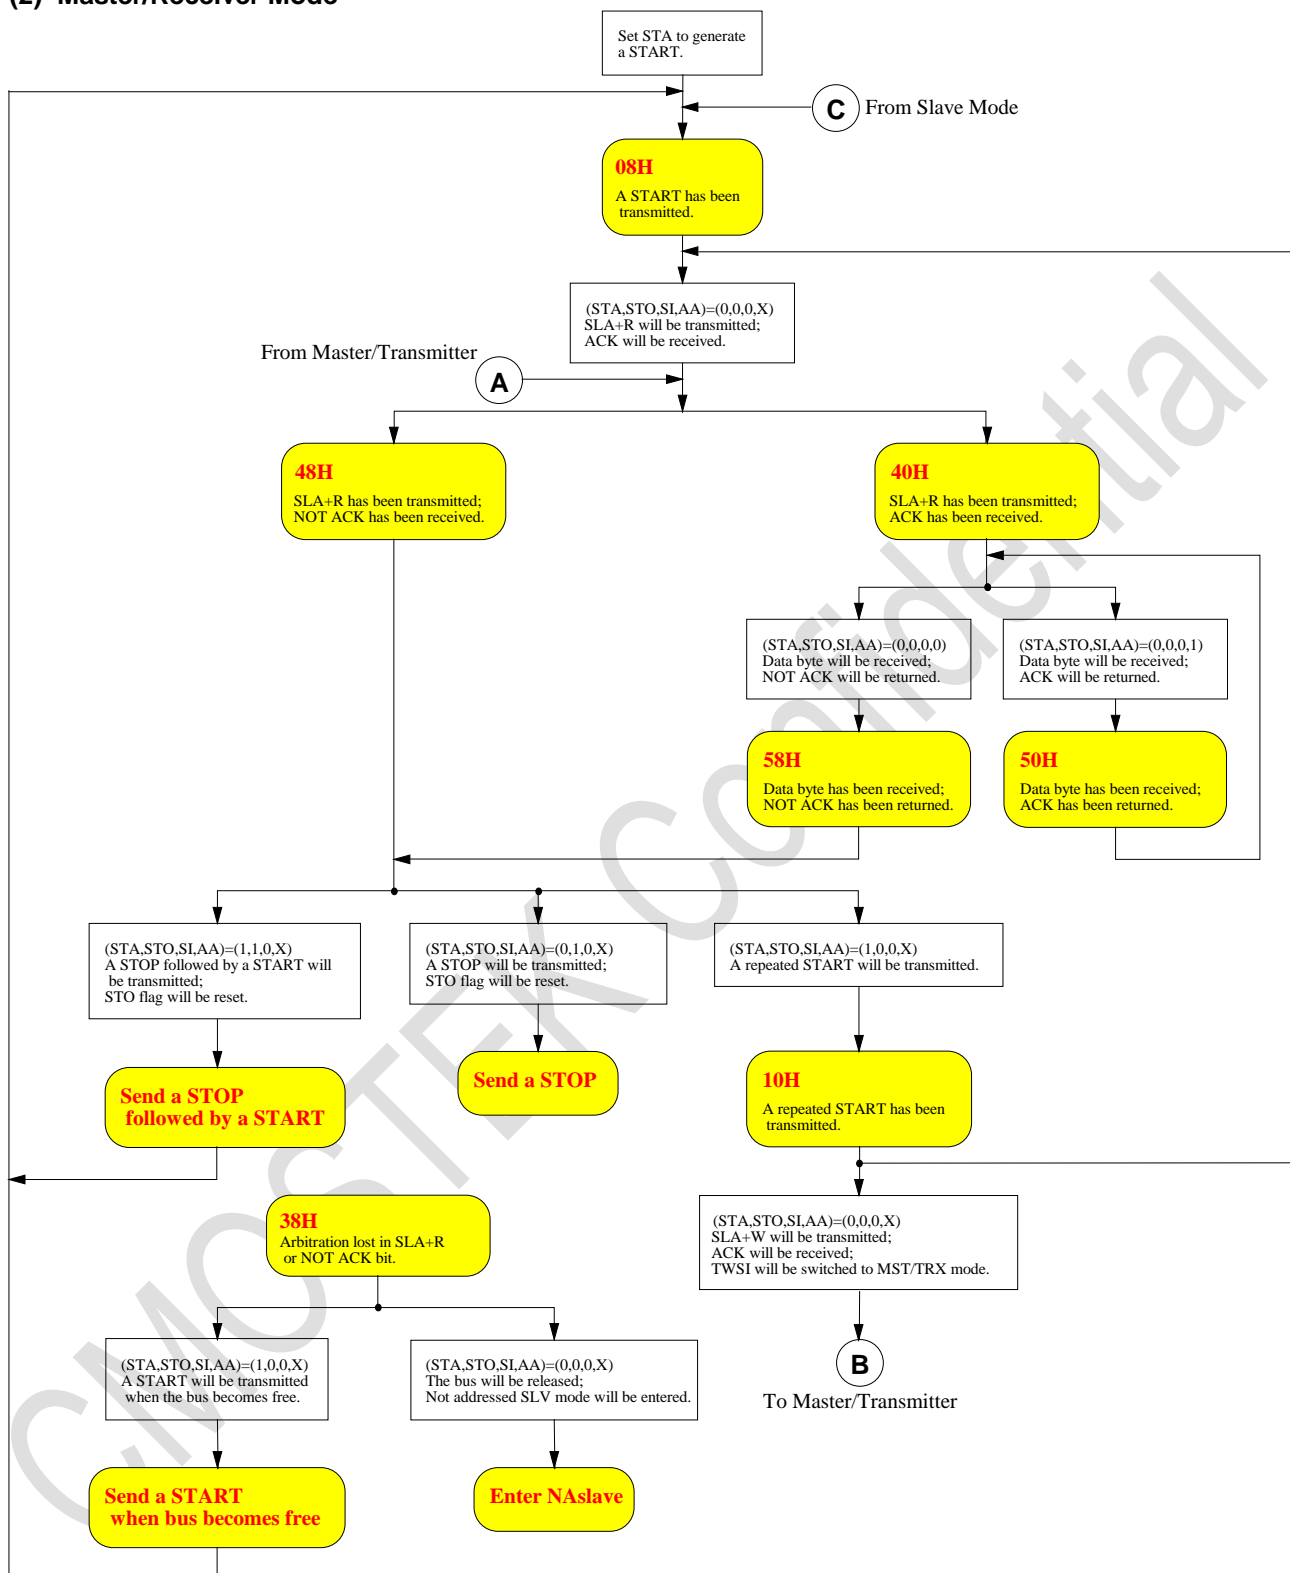 (2) Master/Receiver Mode
Set STA to generate
a START.
C
From Slave Mode
08H
A START has been
transmitted.
(STA,STO,SI,AA)=(0,0,0,X)
SLA+R will be transmitted;
ACK will be received.
From Master/Transmitter
A
48H
SLA+R has been transmitted;
NOT ACK has been received.
40H
SLA+R has been transmitted;
ACK has been received.
(STA,STO,SI,AA)=(0,0,0,0)
Data byte will be received;
NOT ACK will be returned.
(STA,STO,SI,AA)=(0,0,0,1)
Data byte will be received;
ACK will be returned.
58H
Data byte has been received;
NOT ACK has been returned.
50H
Data byte has been received;
ACK has been returned.
(STA,STO,SI,AA)=(1,1,0,X)
A STOP followed by a START will
be transmitted;
STO flag will be reset.
(STA,STO,SI,AA)=(0,1,0,X)
A STOP will be transmitted;
STO flag will be reset.
(STA,STO,SI,AA)=(1,0,0,X)
A repeated START will be transmitted.
Send a STOP
followed by a START
Send a STOP
10H
A repeated START has been
transmitted.
38H
Arbitration lost in SLA+R
or NOT ACK bit.
(STA,STO,SI,AA)=(0,0,0,X)
SLA+W will be transmitted;
ACK will be received;
TWSI will be switched to MST/TRX mode.
(STA,STO,SI,AA)=(1,0,0,X)
A START will be transmitted
when the bus becomes free.
(STA,STO,SI,AA)=(0,0,0,X)
The bus will be released;
Not addressed SLV mode will be entered.
B
To Master/Transmitter
Send a START
when bus becomes free
Enter NAslave
CMOSTEK Confidential